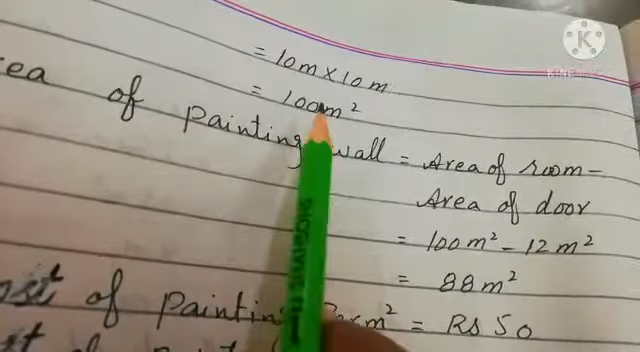 = 10m × 10m
= 100m²
of painting wall = Area of room -
Area of door
= 100m² - 12m²
= 88m²
of painting m² = Rs 50
K